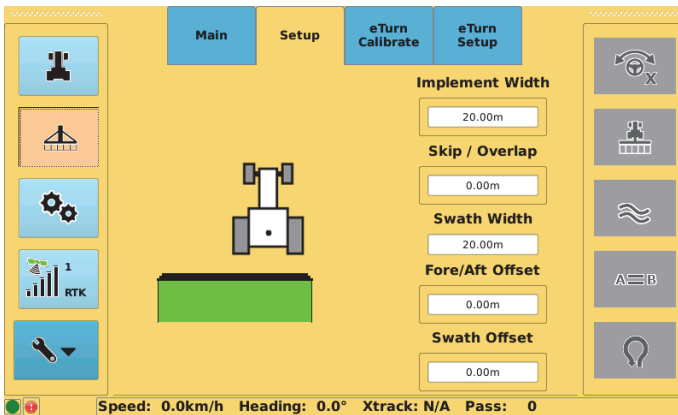 Main
Setup
eTurn
Calibrate
eTurn
Setup
Implement Width
20.00m
Skip / Overlap
0.00m
Swath Width
20.00m
Fore/Aft Offset
0.00m
Swath Offset
0.00m
1
RTK
X
A B
Speed: 0.0km/h Heading: 0.0° Xtrack: N/A Pass: 0